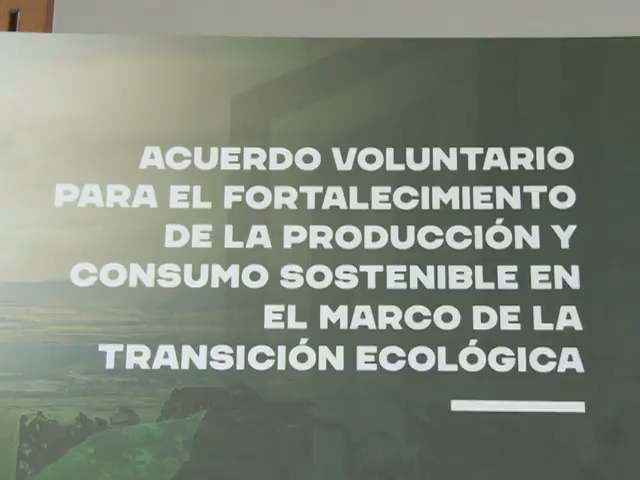 ACUERDO VOLUNTARIO
PARA EL FORTALECIMIENTO
DE LA PRODUCCIÓN Y
CONSUMO SOSTENIBLE EN
EL MARCO DE LA
TRANSICIÓN ECOLÓGICA